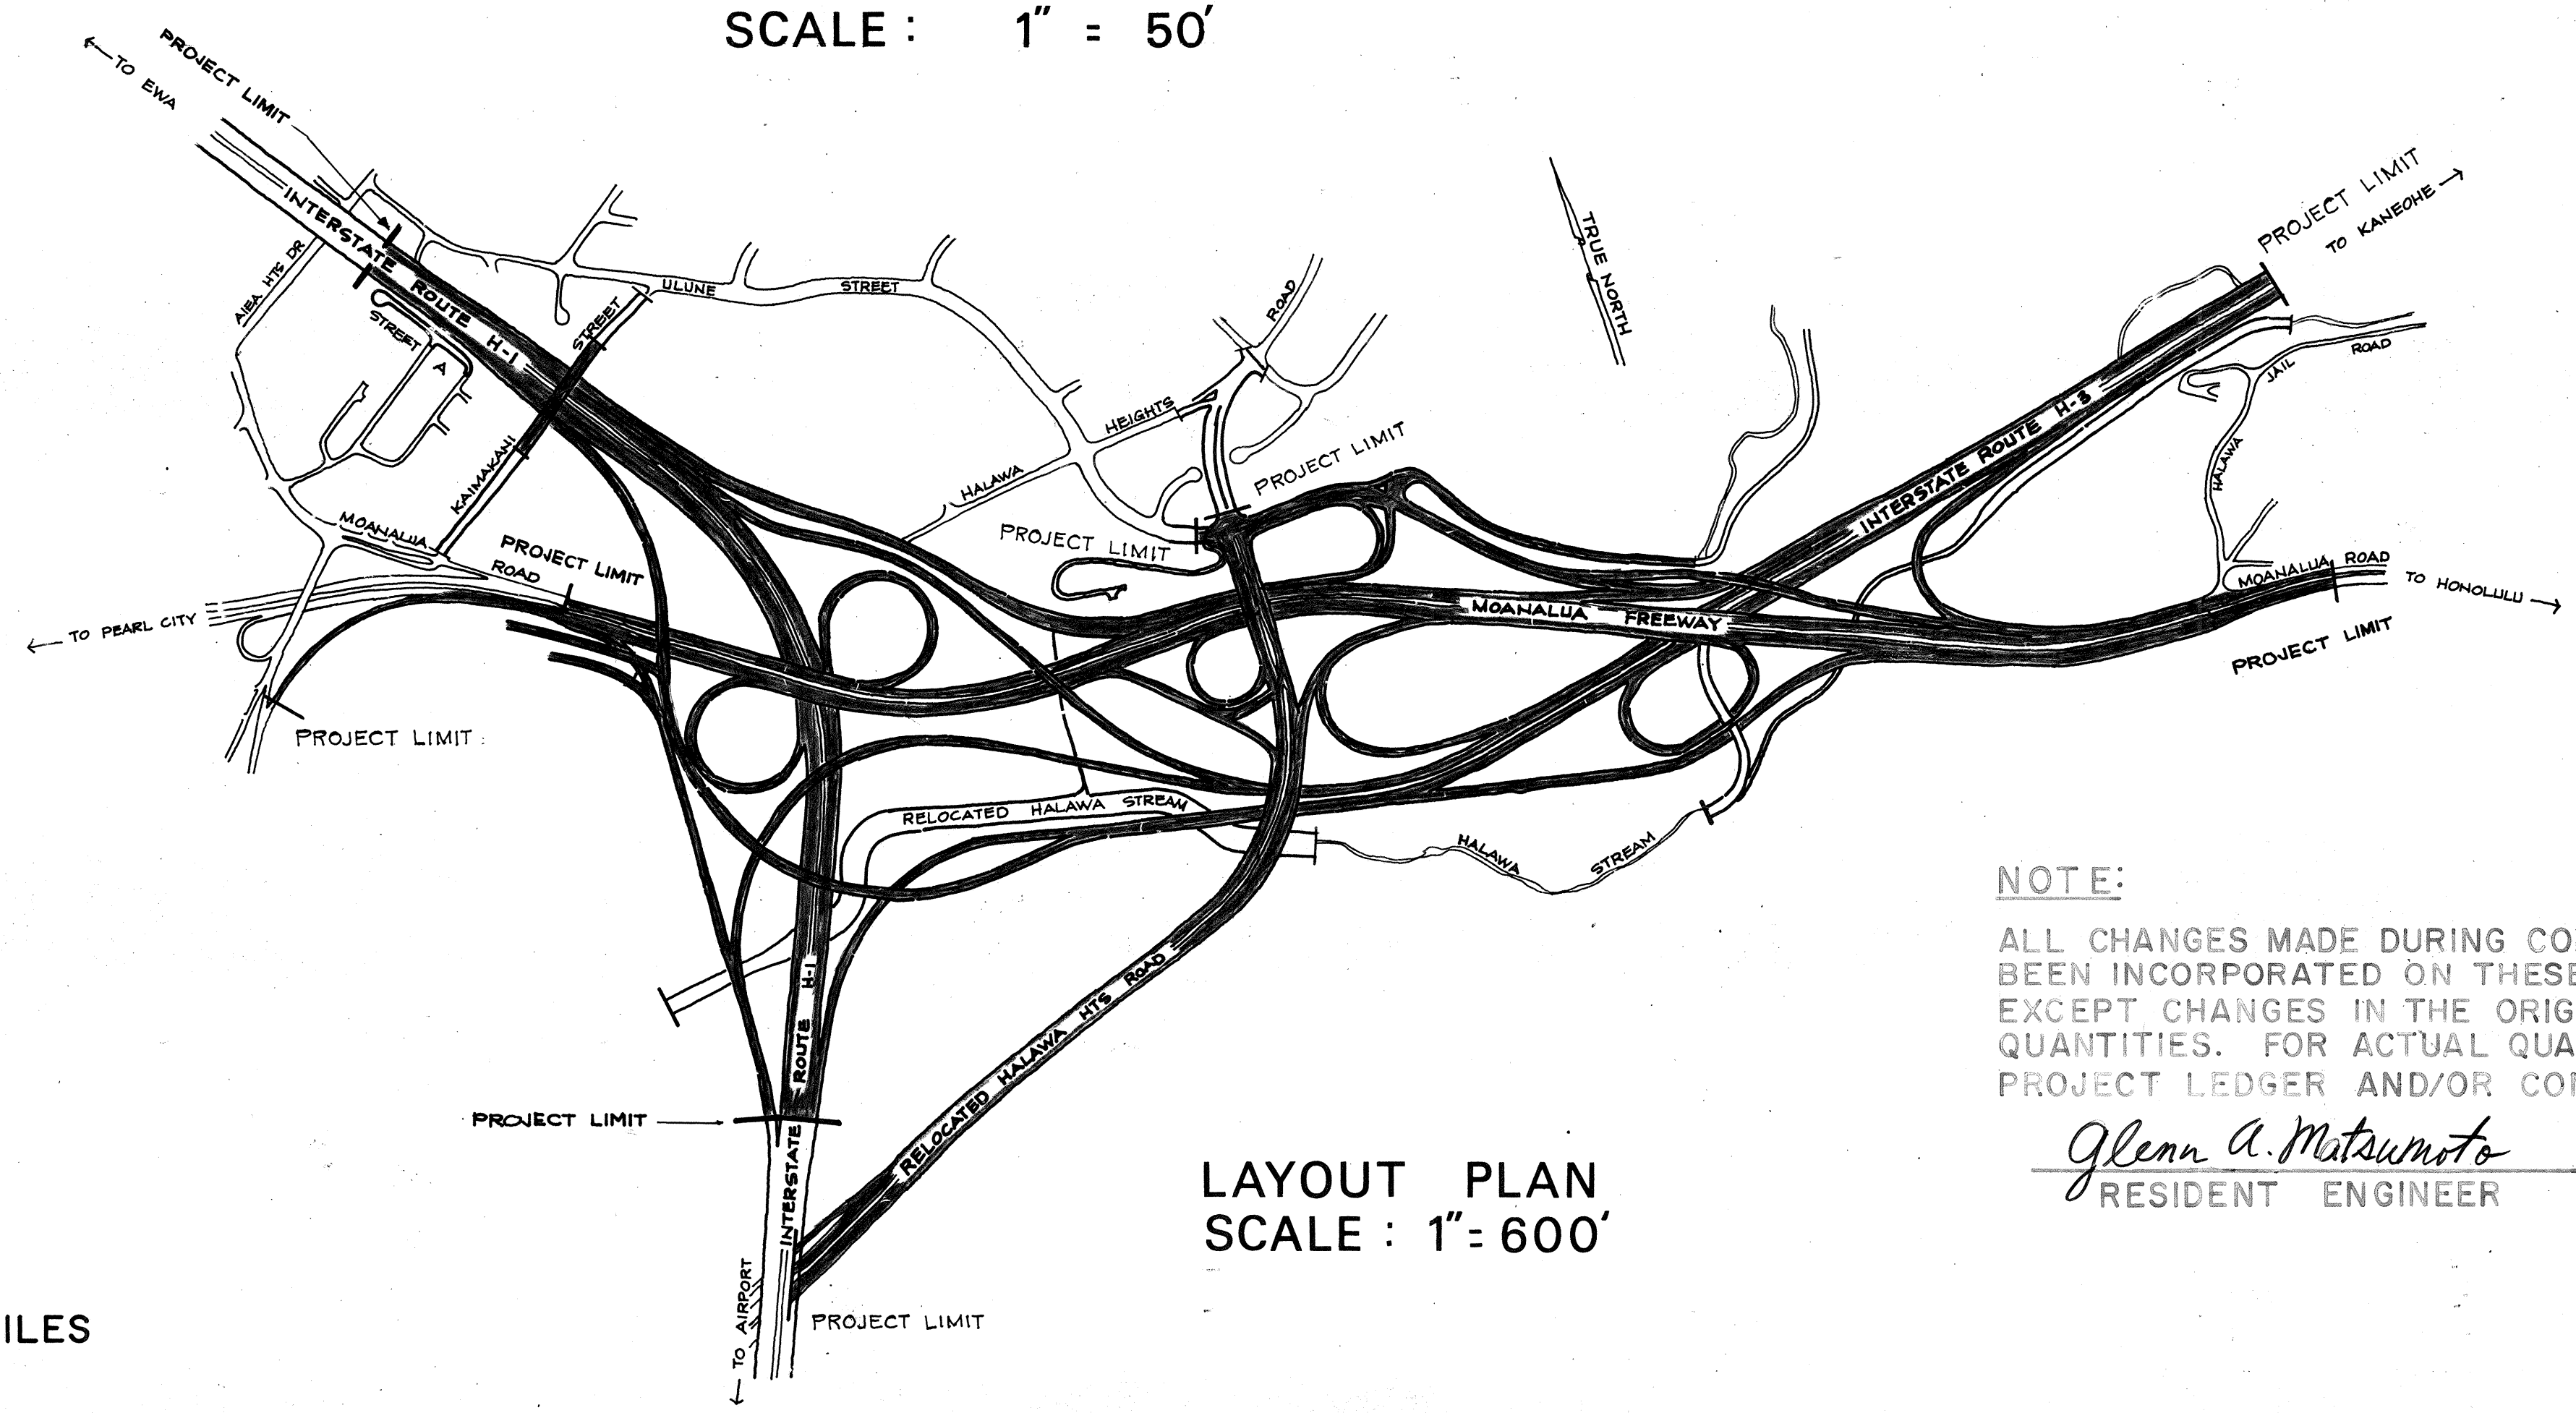 SCALE : 1" = 50'
PROJECT LIMIT
← TO EWA
INTERSTATE ROUTE H-1
AIEA HTS DR
STREET A
KAIMAKANI STREET
ULUNE STREET
HALAWA HEIGHTS ROAD
TRUE NORTH
PROJECT LIMIT
TO KANEOHE →
INTERSTATE ROUTE H-3
JAIL ROAD
HALAWA
PROJECT LIMIT
PROJECT LIMIT
MOANALUA ROAD
PROJECT LIMIT
← TO PEARL CITY
MOANALUA FREEWAY
MOANALUA ROAD
TO HONOLULU →
PROJECT LIMIT
PROJECT LIMIT
RELOCATED HALAWA STREAM
HALAWA STREAM
INTERSTATE ROUTE H-1
RELOCATED HALAWA HTS ROAD
PROJECT LIMIT
← TO AIRPORT
PROJECT LIMIT
LAYOUT PLAN
SCALE : 1" = 600'
NOTE:
ALL CHANGES MADE DURING CO
BEEN INCORPORATED ON THESE
EXCEPT CHANGES IN THE ORIG
QUANTITIES. FOR ACTUAL QUA
PROJECT LEDGER AND/OR CO
Glenn A. Matsumoto
RESIDENT ENGINEER
ILES